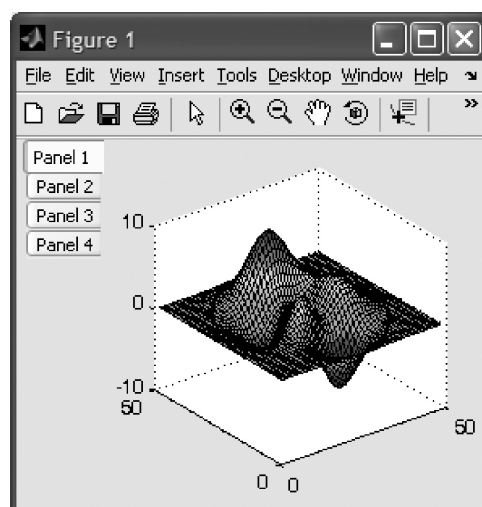 Figure 1
File Edit View Insert Tools Desktop Window Help
Panel 1
Panel 2
Panel 3
Panel 4
10
0
-10
50
0
0
50